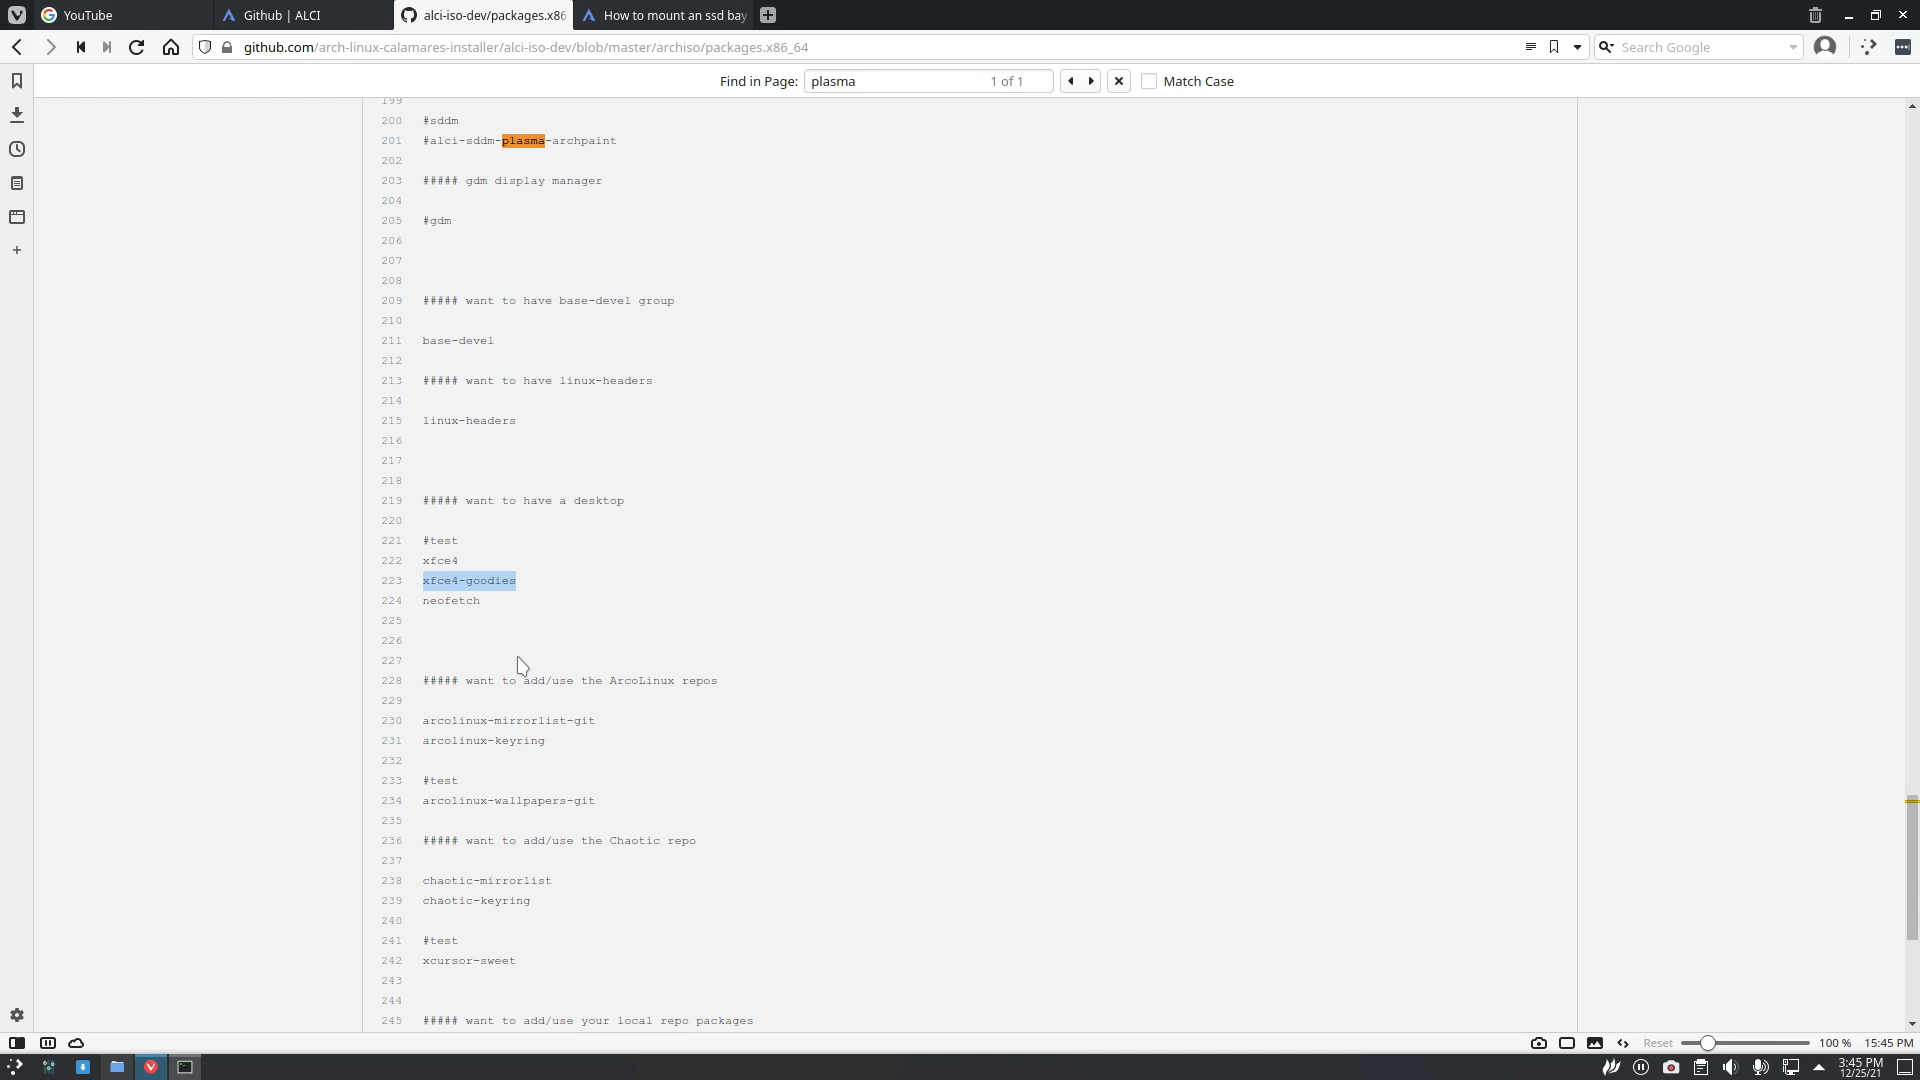 YouTube
Github | ALCI
alci-iso-dev/packages.x86
How to mount an ssd bay
github.com/arch-linux-calamares-installer/alci-iso-dev/blob/master/archiso/packages.x86_64
Search Google
Find in Page: plasma 1 of 1 Match Case
199
200 #sddm
201 #alci-sddm-plasma-archpaint
202
203 ##### gdm display manager
204
205 #gdm
206
207
208
209 ##### want to have base-devel group
210
211 base-devel
212
213 ##### want to have linux-headers
214
215 linux-headers
216
217
218
219 ##### want to have a desktop
220
221 #test
222 xfce4
223 xfce4-goodies
224 neofetch
225
226
227
228 ##### want to add/use the ArcoLinux repos
229
230 arcolinux-mirrorlist-git
231 arcolinux-keyring
232
233 #test
234 arcolinux-wallpapers-git
235
236 ##### want to add/use the Chaotic repo
237
238 chaotic-mirrorlist
239 chaotic-keyring
240
241 #test
242 xcursor-sweet
243
244
245 ##### want to add/use your local repo packages
Reset 100 % 15:45 PM
3:45 PM
12/25/21